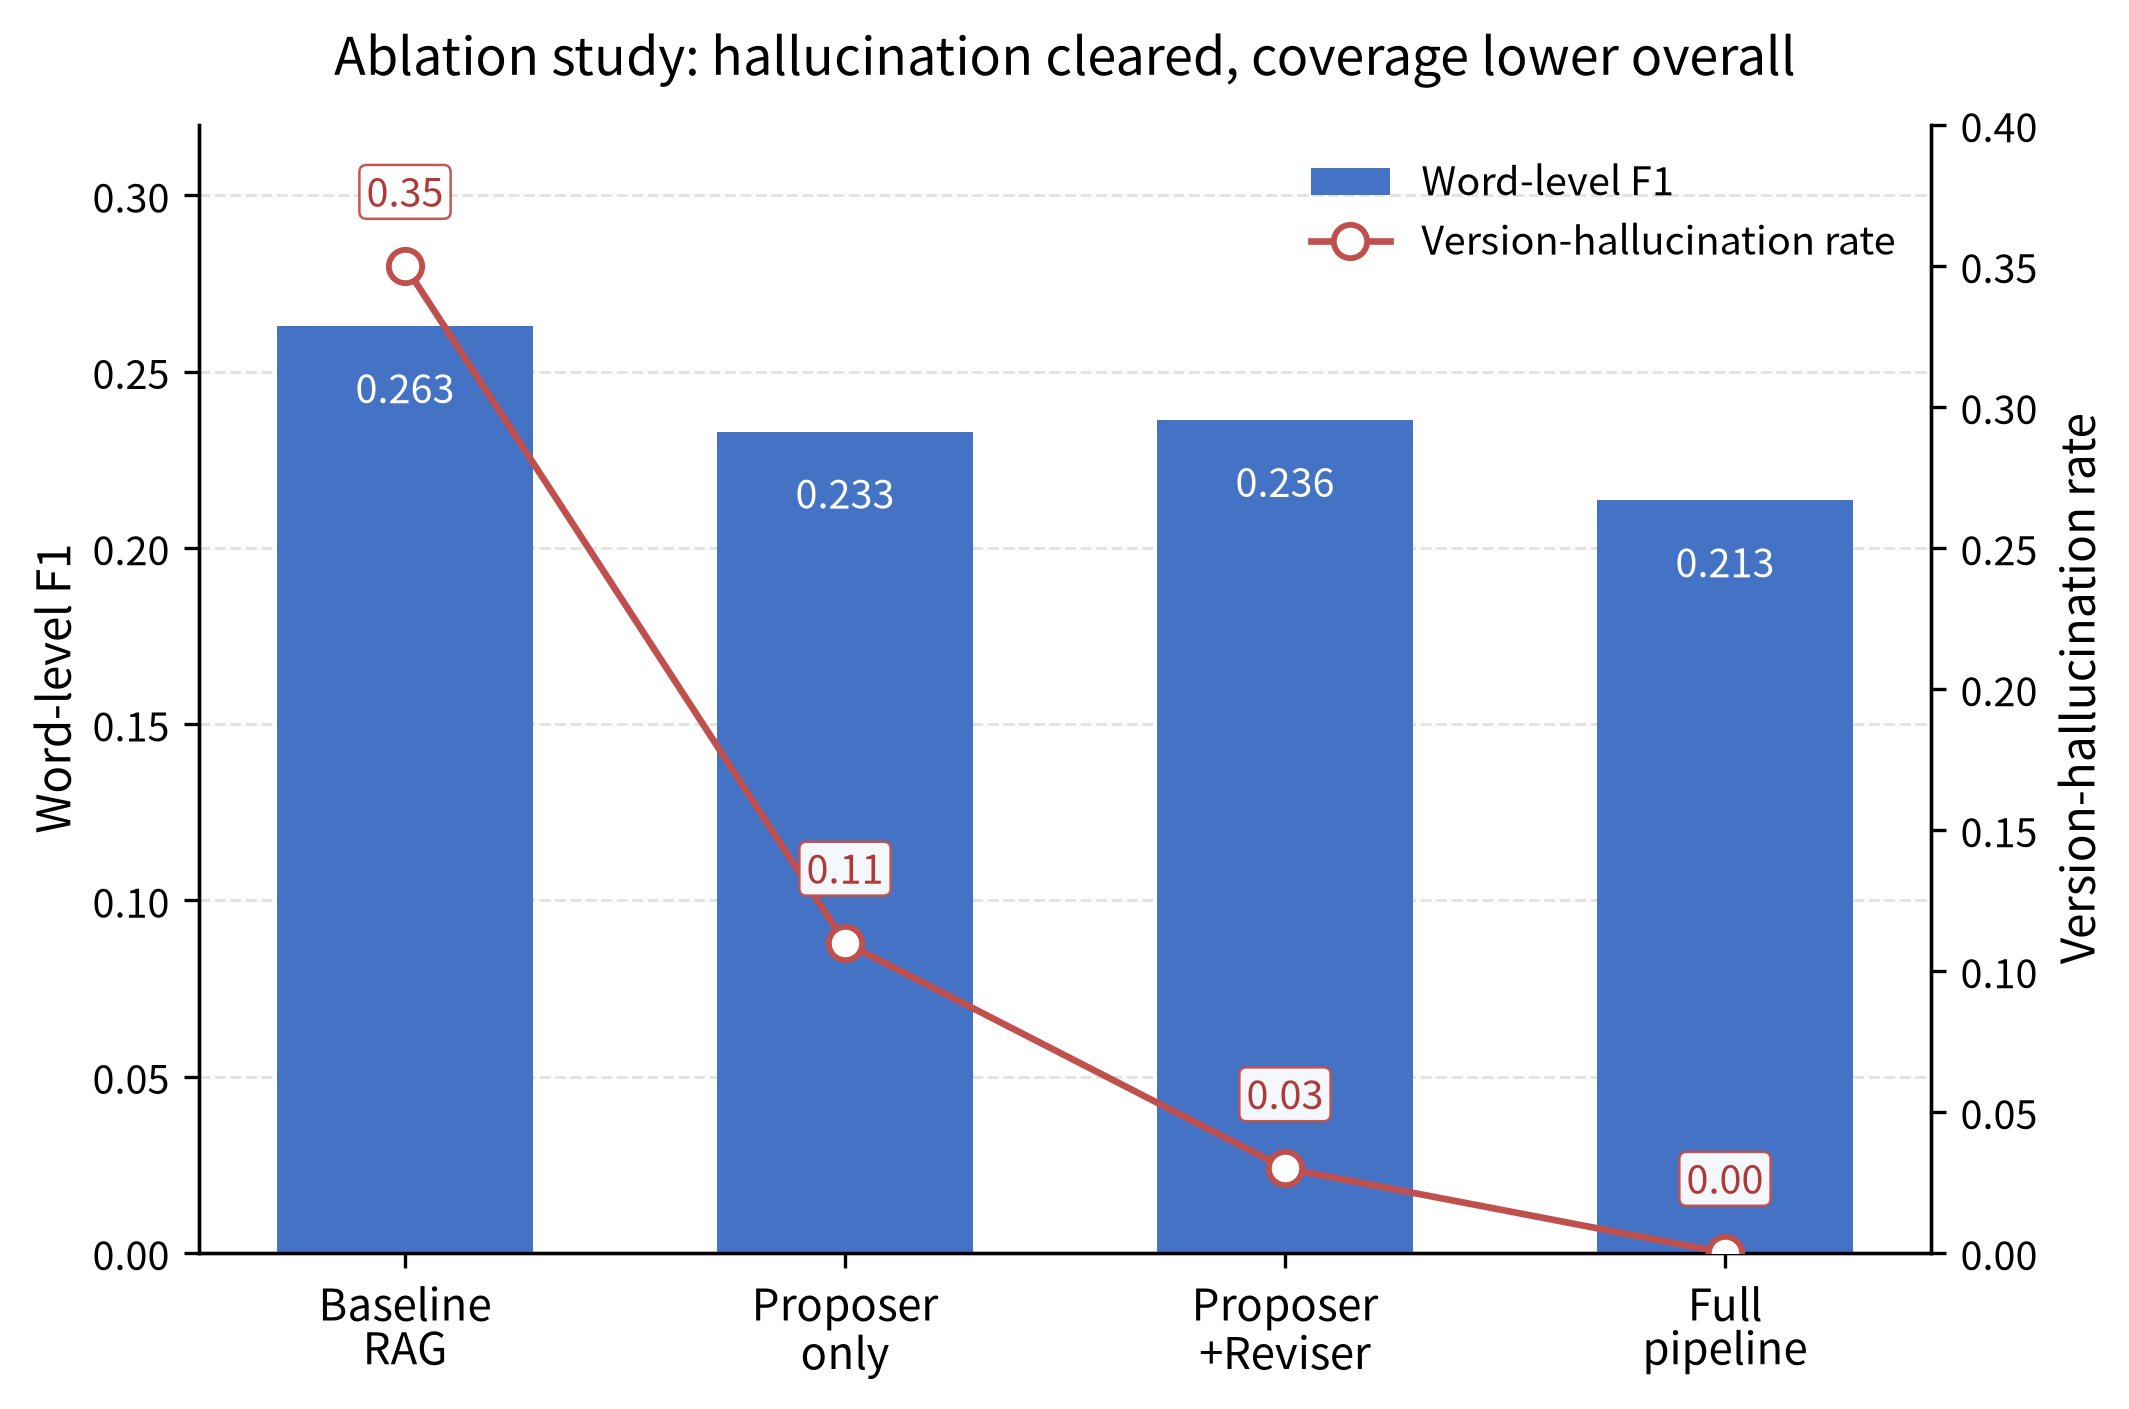 Ablation study: hallucination cleared, coverage lower overall
Word-level F1
Version-hallucination rate
0.30
0.25
0.20
0.15
0.10
0.05
0.00
Word-level F1
0.35
0.263
0.233
0.11
0.236
0.03
0.213
0.00
0.40
0.35
0.30
0.25
0.20
0.15
0.10
0.05
0.00
Version-hallucination rate
Baseline
RAG
Proposer
only
Proposer
+Reviser
Full
pipeline